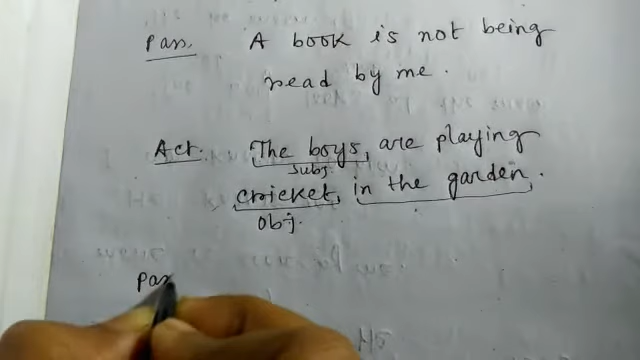 Pass. A book is not being
read by me.
Act. The boys, are playing
subj.
cricket, in the garden.
obj.
Pas